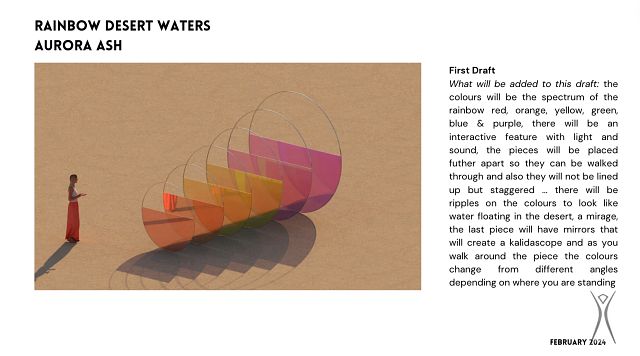 RAINBOW DESERT WATERS
AURORA ASH
First Draft
What will be added to this draft: the
colours will be the spectrum of the
rainbow red, orange, yellow, green,
blue & purple, there will be an
interactive feature with light and
sound, the pieces will be placed
futher apart so they can be walked
through and also they will not be lined
up but staggered ... there will be
ripples on the colours to look like
water floating in the desert, a mirage,
the last piece will have mirrors that
will create a kalidascope and as you
walk around the piece the colours
change from different angles
depending on where you are standing
FEBRUARY 2024